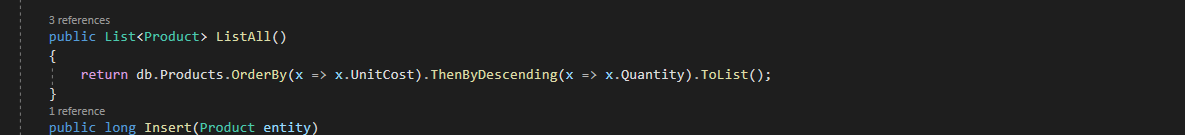 3 references
public List<Product> ListAll()
{
return db.Products.OrderBy(x => x.UnitCost).ThenByDescending(x => x.Quantity).ToList();
}
1 reference
public long Insert(Product entity)